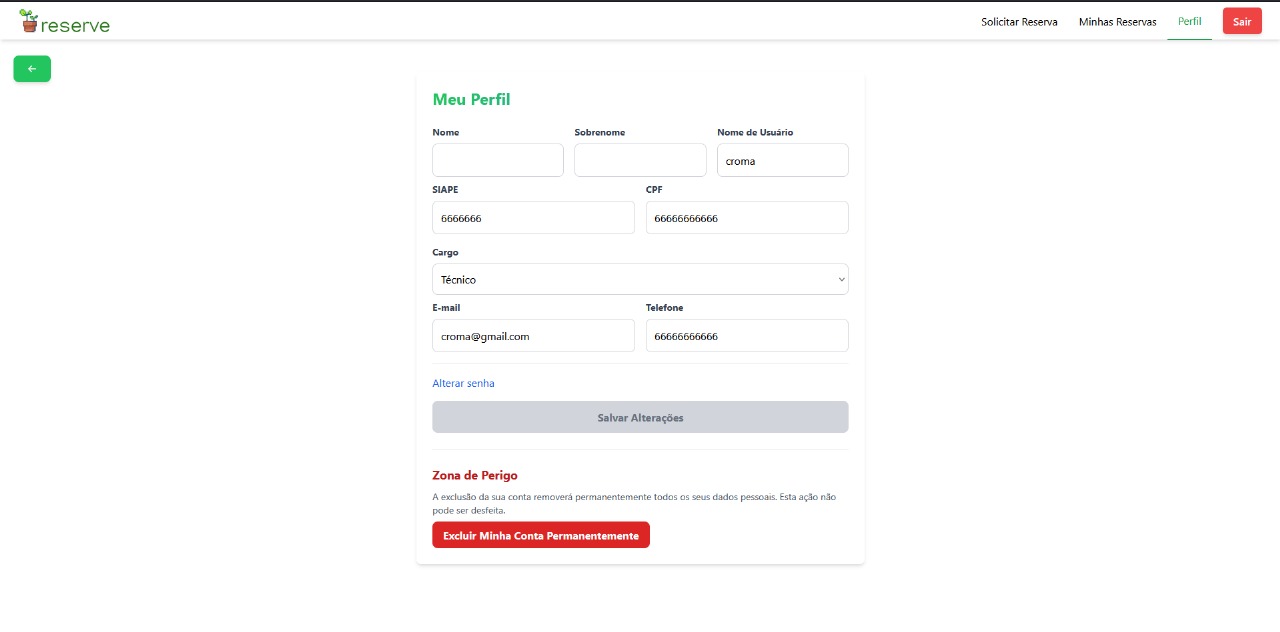 reserve
Solicitar Reserva
Minhas Reservas
Perfil
Sair
←
Meu Perfil
Nome
Sobrenome
Nome de Usuário
croma
SIAPE
CPF
6666666
66666666666
Cargo
Técnico
E-mail
Telefone
croma@gmail.com
66666666666
Alterar senha
Salvar Alterações
Zona de Perigo
A exclusão da sua conta removerá permanentemente todos os seus dados pessoais. Esta ação não
pode ser desfeita.
Excluir Minha Conta Permanentemente